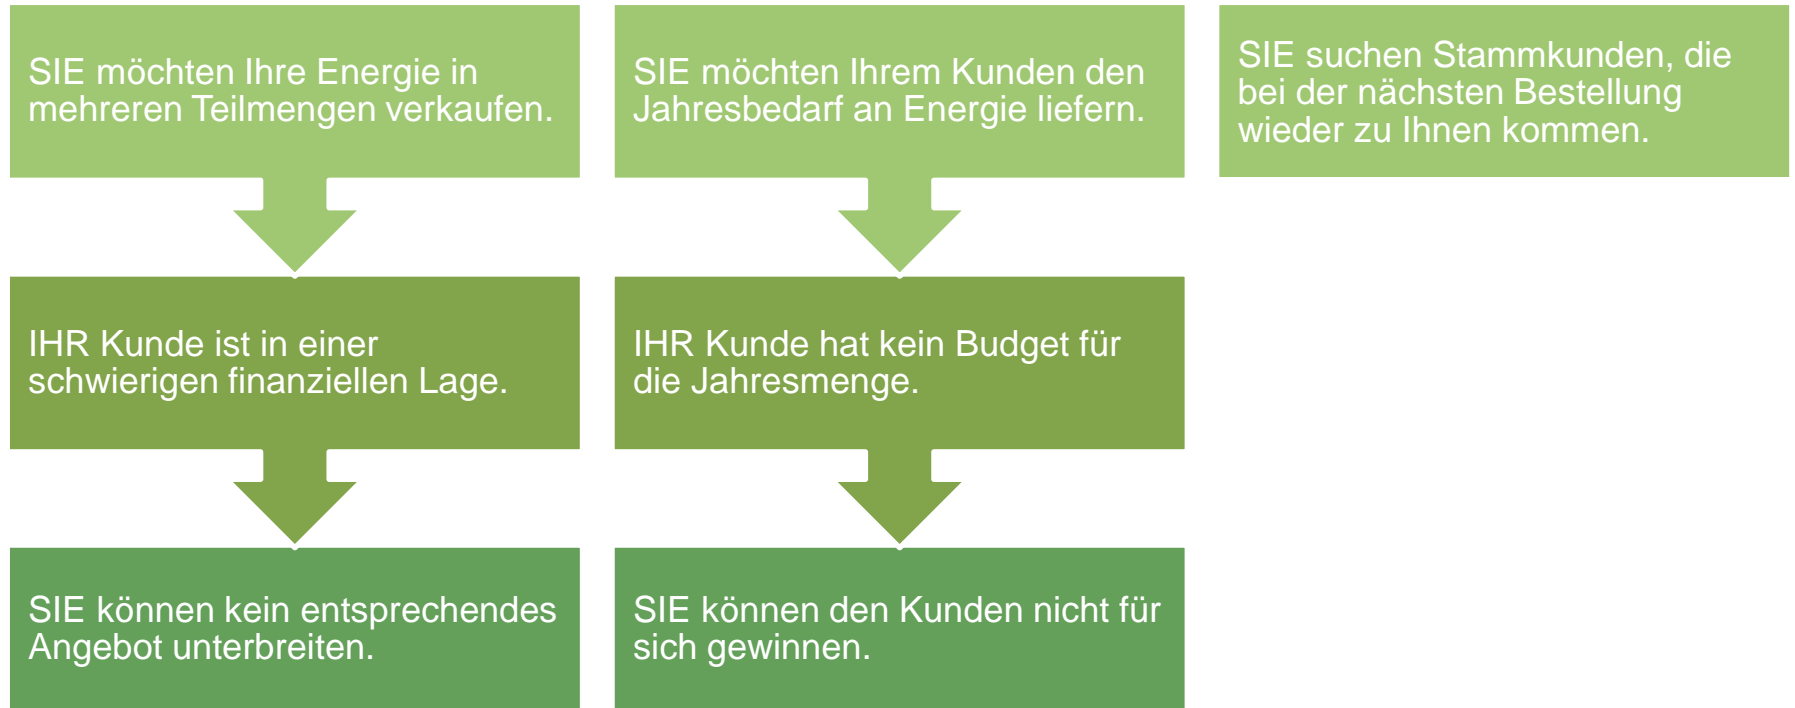 SIE möchten Ihre Energie in
mehreren Teilmengen verkaufen.
IHR Kunde ist in einer
schwierigen finanziellen Lage.
SIE können kein entsprechendes
Angebot unterbreiten.
SIE möchten Ihrem Kunden den
Jahresbedarf an Energie liefern.
IHR Kunde hat kein Budget für
die Jahresmenge.
SIE können den Kunden nicht für
sich gewinnen.
SIE suchen Stammkunden, die
bei der nächsten Bestellung
wieder zu Ihnen kommen.